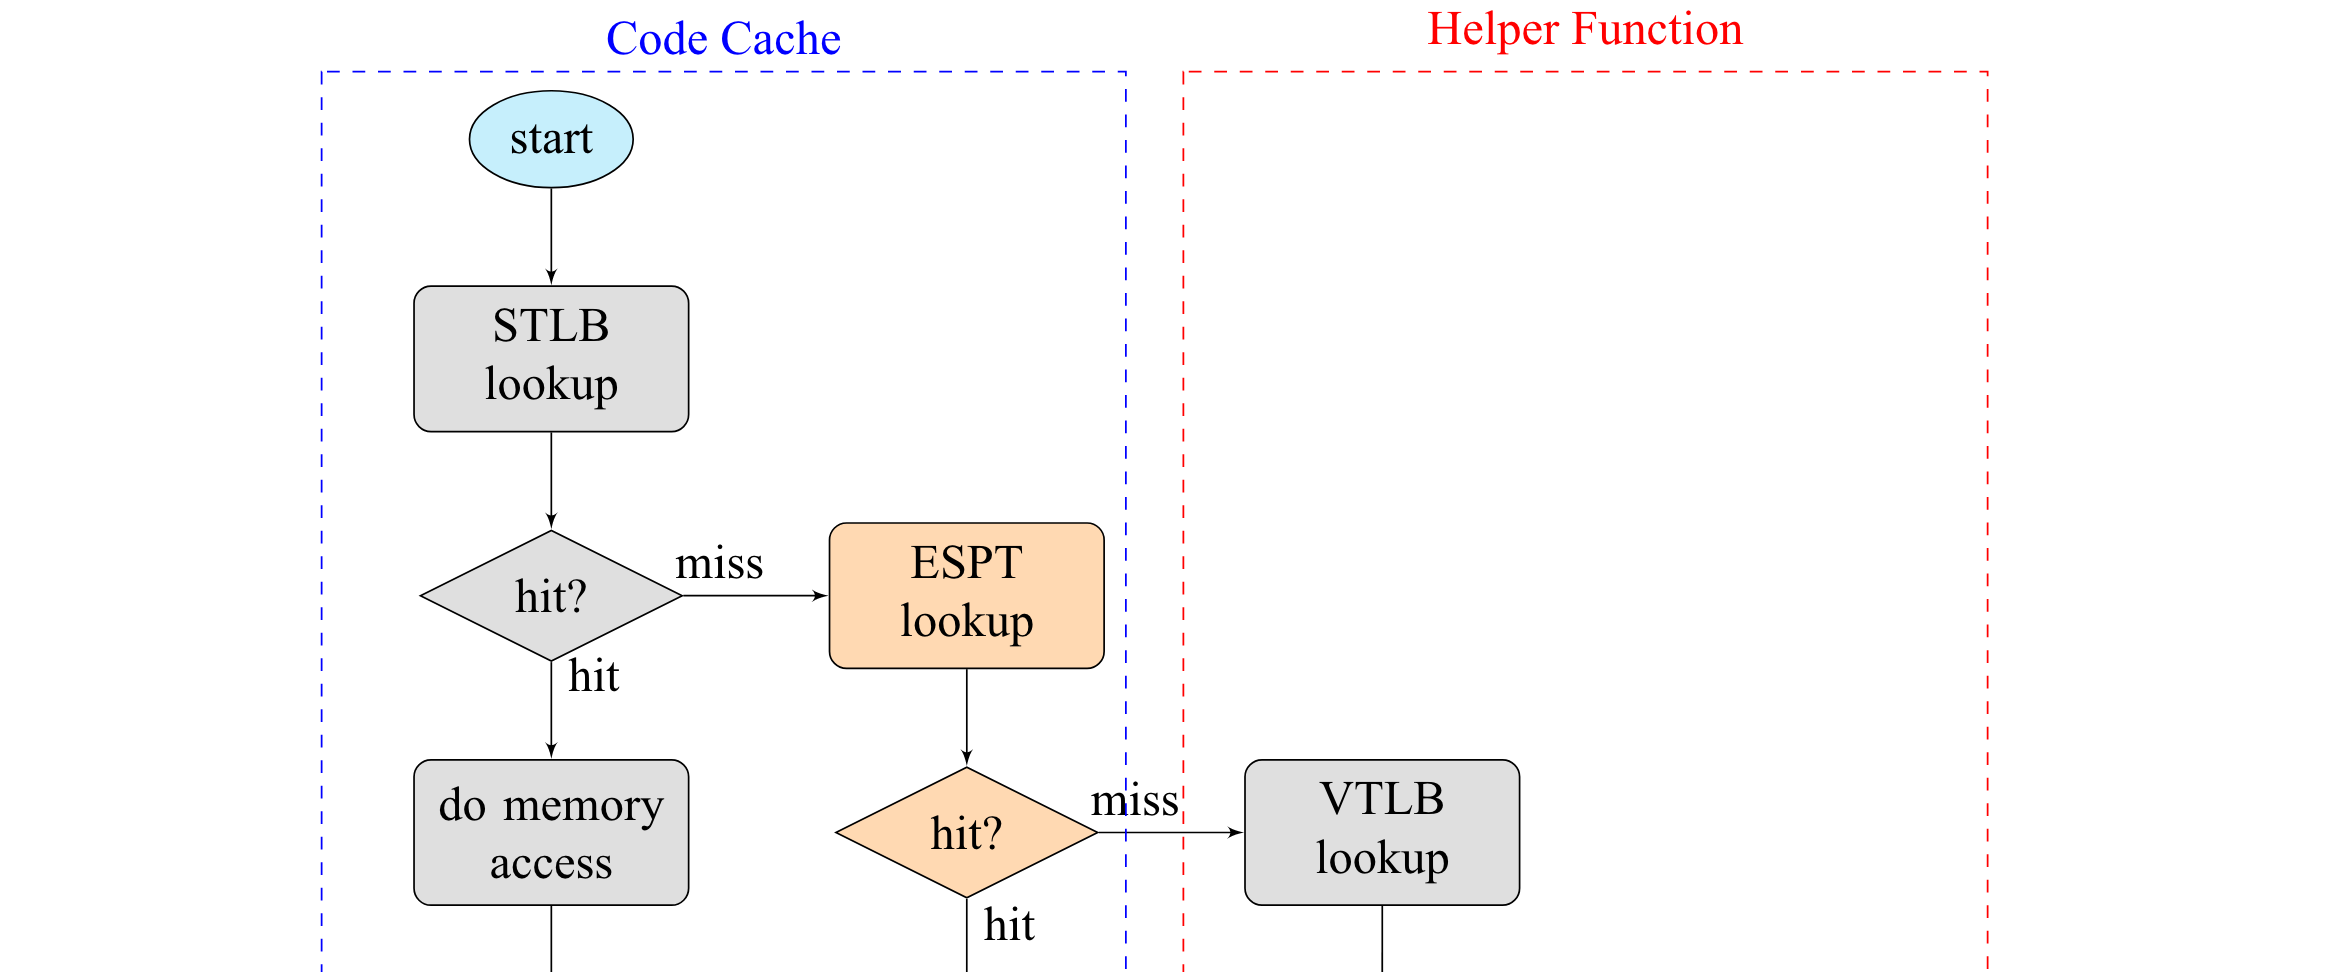 Code Cache
Helper Function
start
STLB
lookup
hit?
miss
ESPT
lookup
hit
do memory
access
hit?
miss
VTLB
lookup
hit